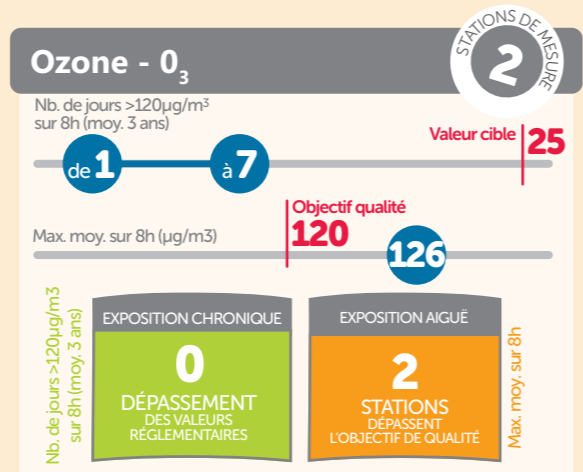 Ozone - 0₃
STATIONS DE MESURE
2
Nb. de jours >120µg/m³
sur 8h (moy. 3 ans)
de 1
à 7
Valeur cible 25
Max. moy. sur 8h (µg/m3)
Objectif qualité
120
126
Nb. de jours >120µg/m3
sur 8h (moy. 3 ans)
EXPOSITION CHRONIQUE
0
DÉPASSEMENT
DES VALEURS
RÉGLEMENTAIRES
EXPOSITION AIGUË
2
STATIONS
DÉPASSENT
L'OBJECTIF DE QUALITÉ
Max. moy. sur 8h